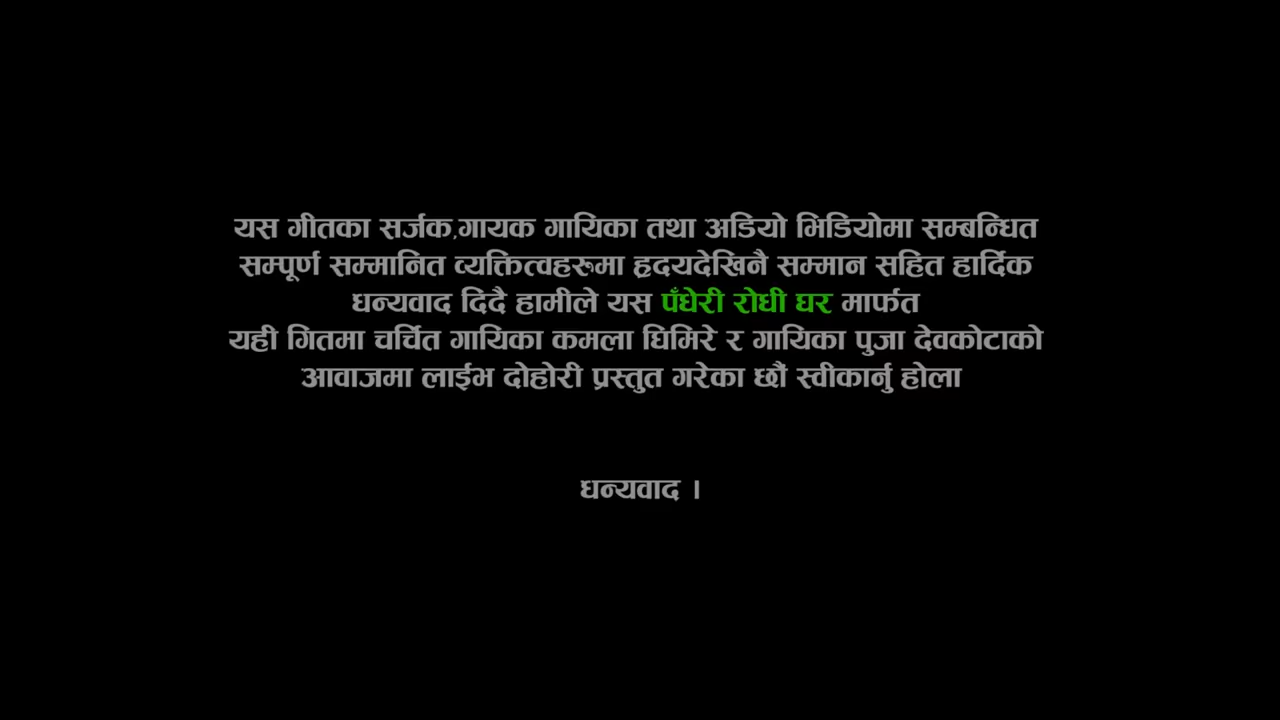 यस गीतका सर्जक,गायक गायिका तथा अडियो भिडियोमा सम्बन्धित
सम्पूर्ण सम्मानित व्यक्तित्वहरुमा हृदयदेखिनै सम्मान सहित हार्दिक
धन्यवाद दिदै हामीले यस पँधेरी रोधी घर मार्फत
यही गितमा चर्चित गायिका कमला घिमिरे र गायिका पुजा देवकोटाको
आवाजमा लाईभ दोहोरी प्रस्तुत गरेका छौं स्वीकार्नु होला
धन्यवाद ।